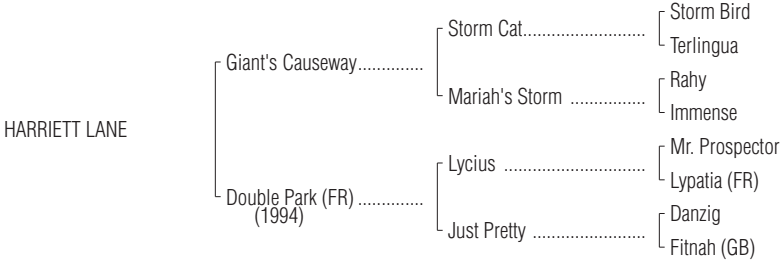 Storm Bird
Storm Cat..........................
Terlingua
Giant's Causeway..............
Rahy
Mariah's Storm ................
Immense
HARRIETT LANE
Mr. Prospector
Lycius ..............................
Lypatia (FR)
Double Park (FR) ..............
(1994)
Danzig
Just Pretty ........................
Fitnah (GB)